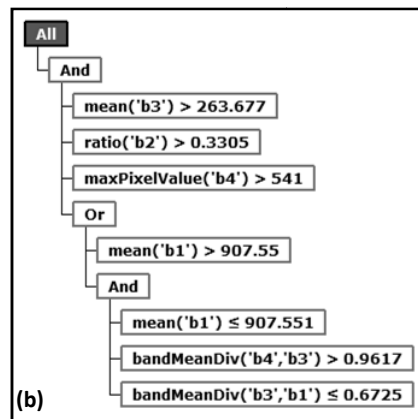 All
And
mean('b3') > 263.677
ratio('b2') > 0.3305
maxPixelValue('b4') > 541
Or
mean('b1') > 907.55
And
mean('b1') ≤ 907.551
bandMeanDiv('b4','b3') > 0.9617
bandMeanDiv('b3','b1') ≤ 0.6725
(b)